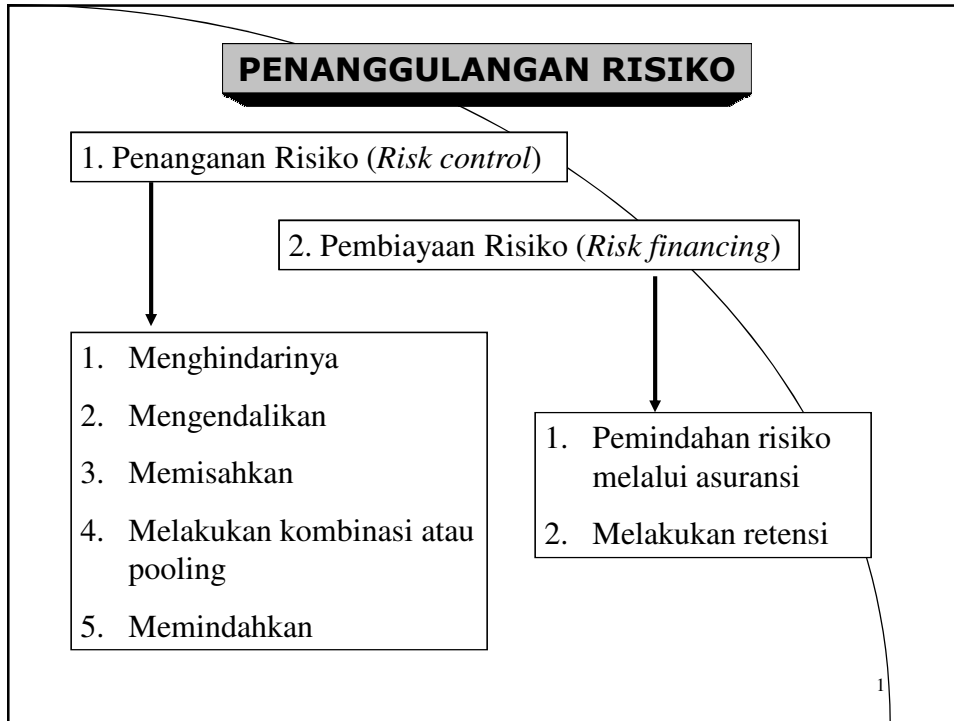 PENANGGULANGAN RISIKO
1. Penanganan Risiko (Risk control)
2. Pembiayaan Risiko (Risk financing)
1. Menghindarinya
2. Mengendalikan
3. Memisahkan
4. Melakukan kombinasi atau
pooling
5. Memindahkan
1. Pemindahan risiko
melalui asuransi
2. Melakukan retensi
1